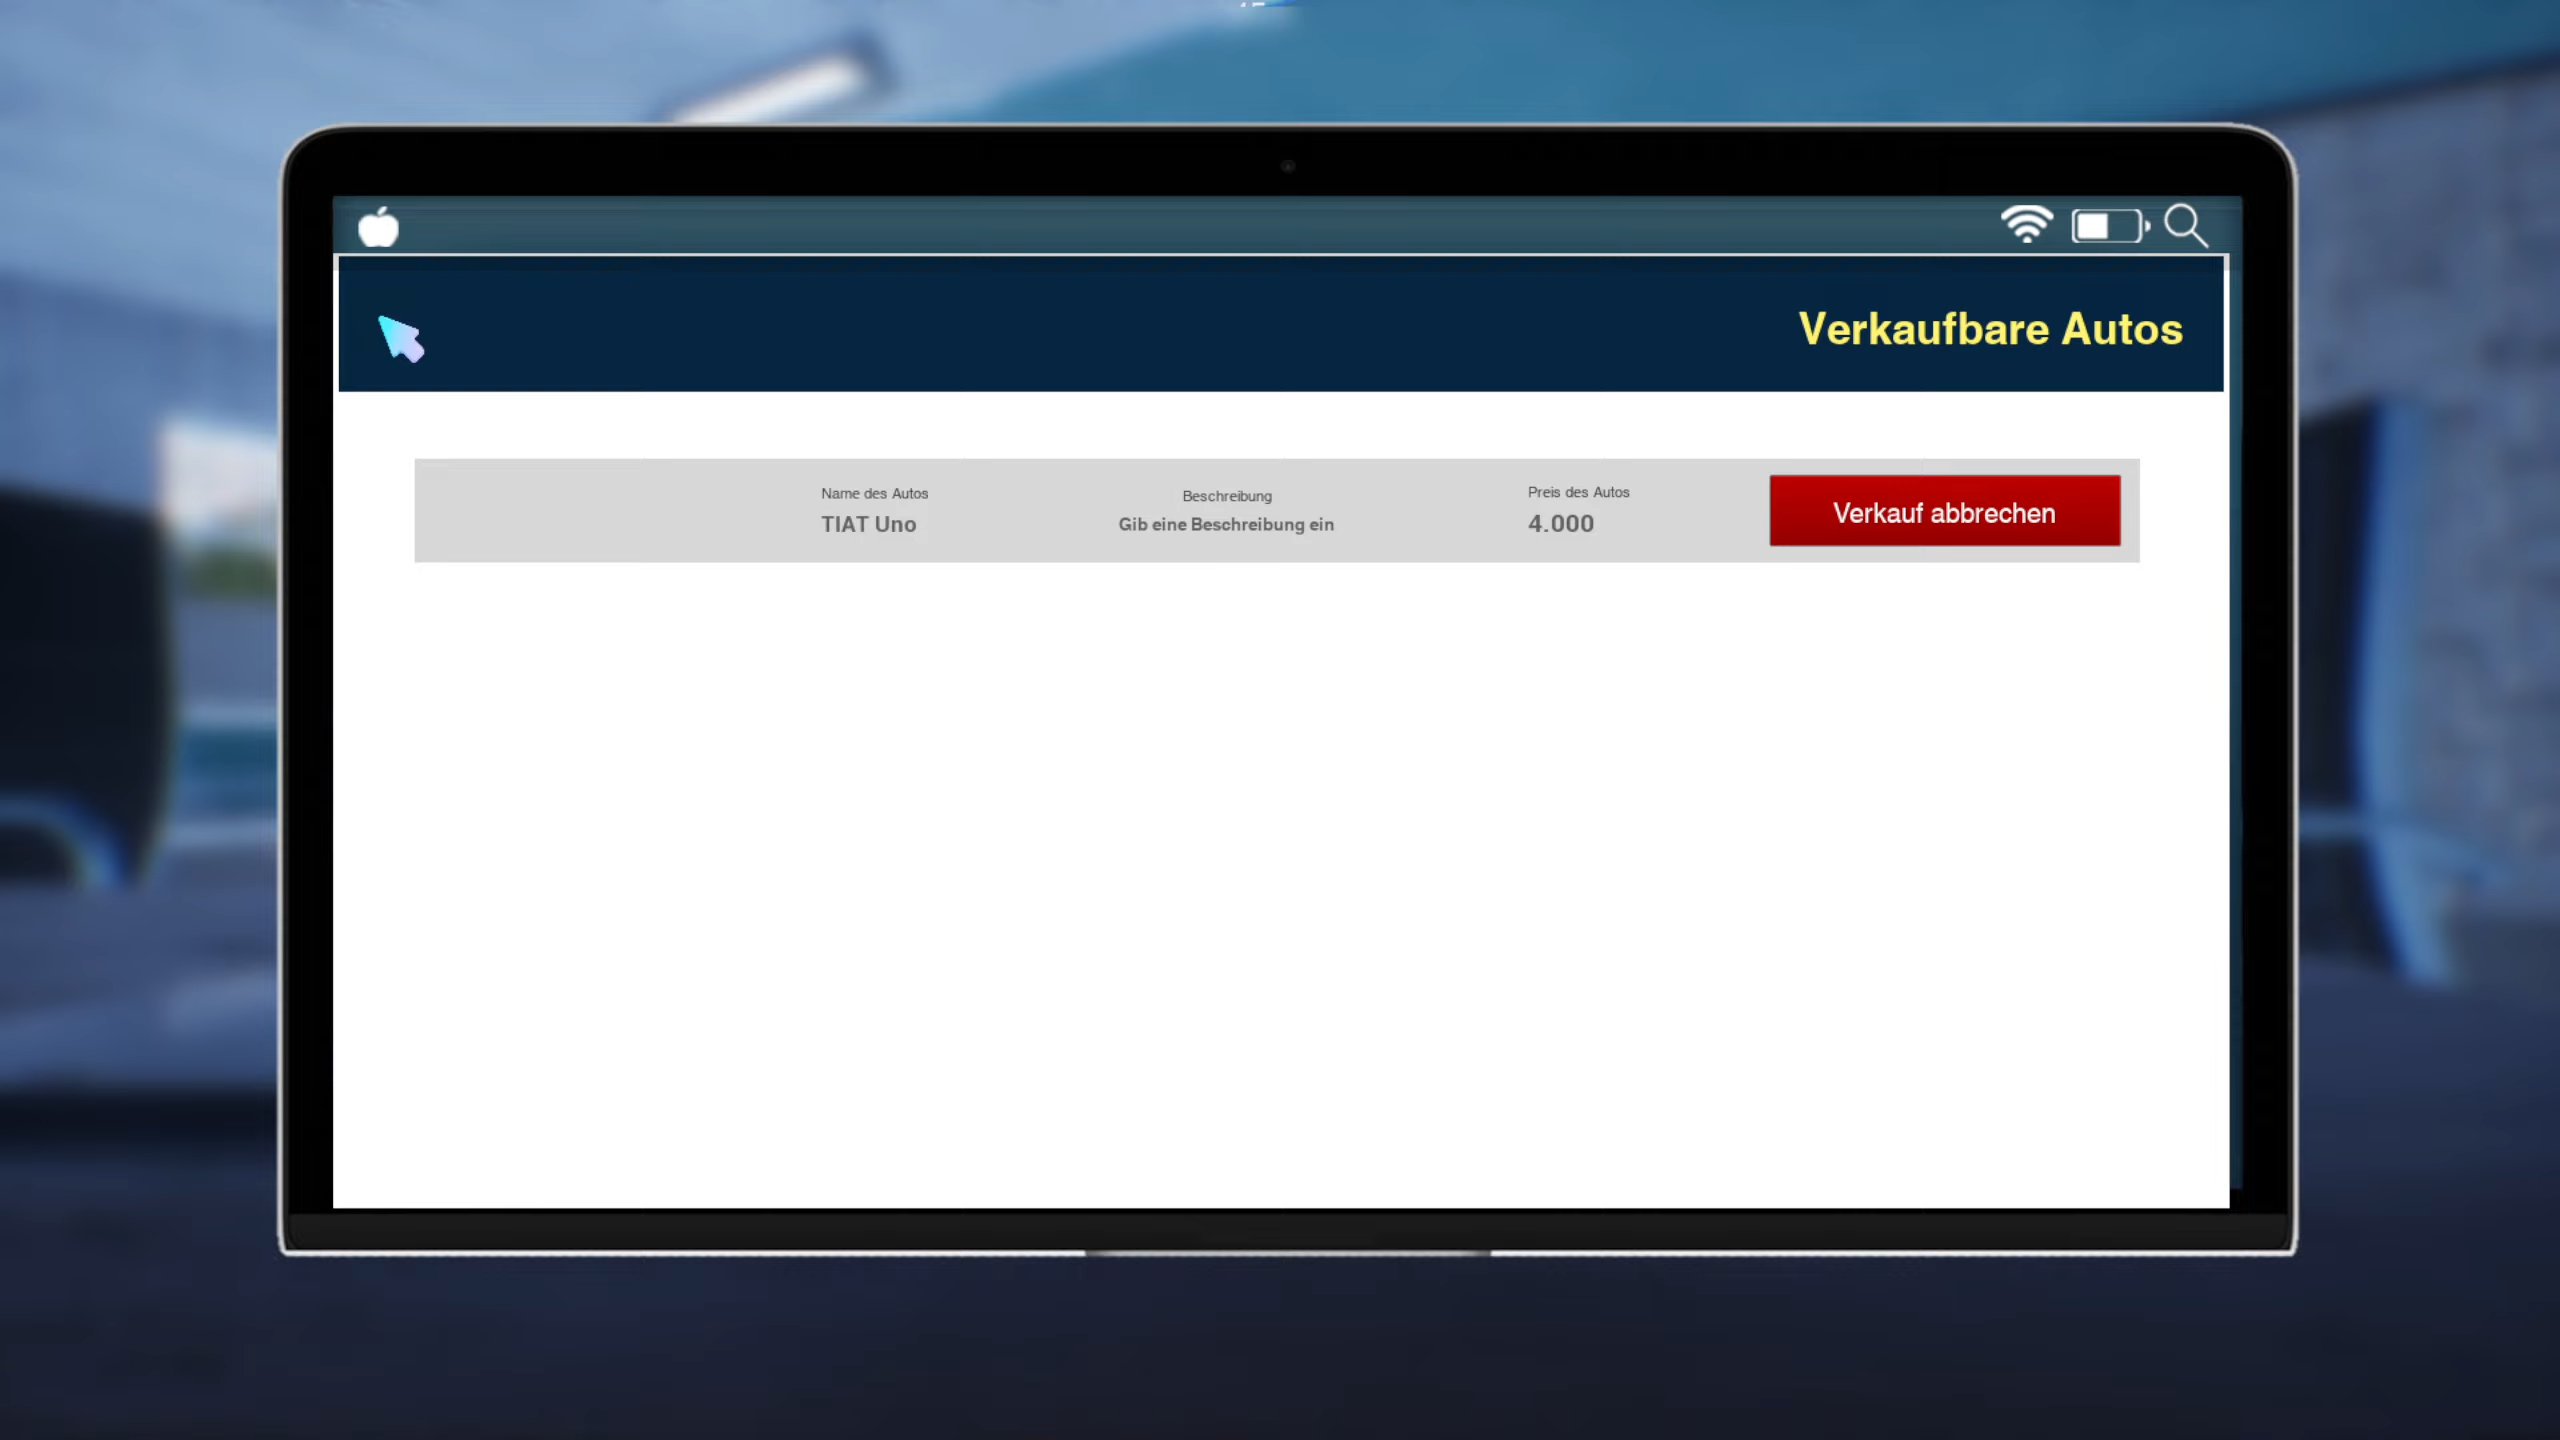 Verkaufbare Autos
Name des Autos
TIAT Uno
Beschreibung
Gib eine Beschreibung ein
Preis des Autos
4.000
Verkauf abbrechen